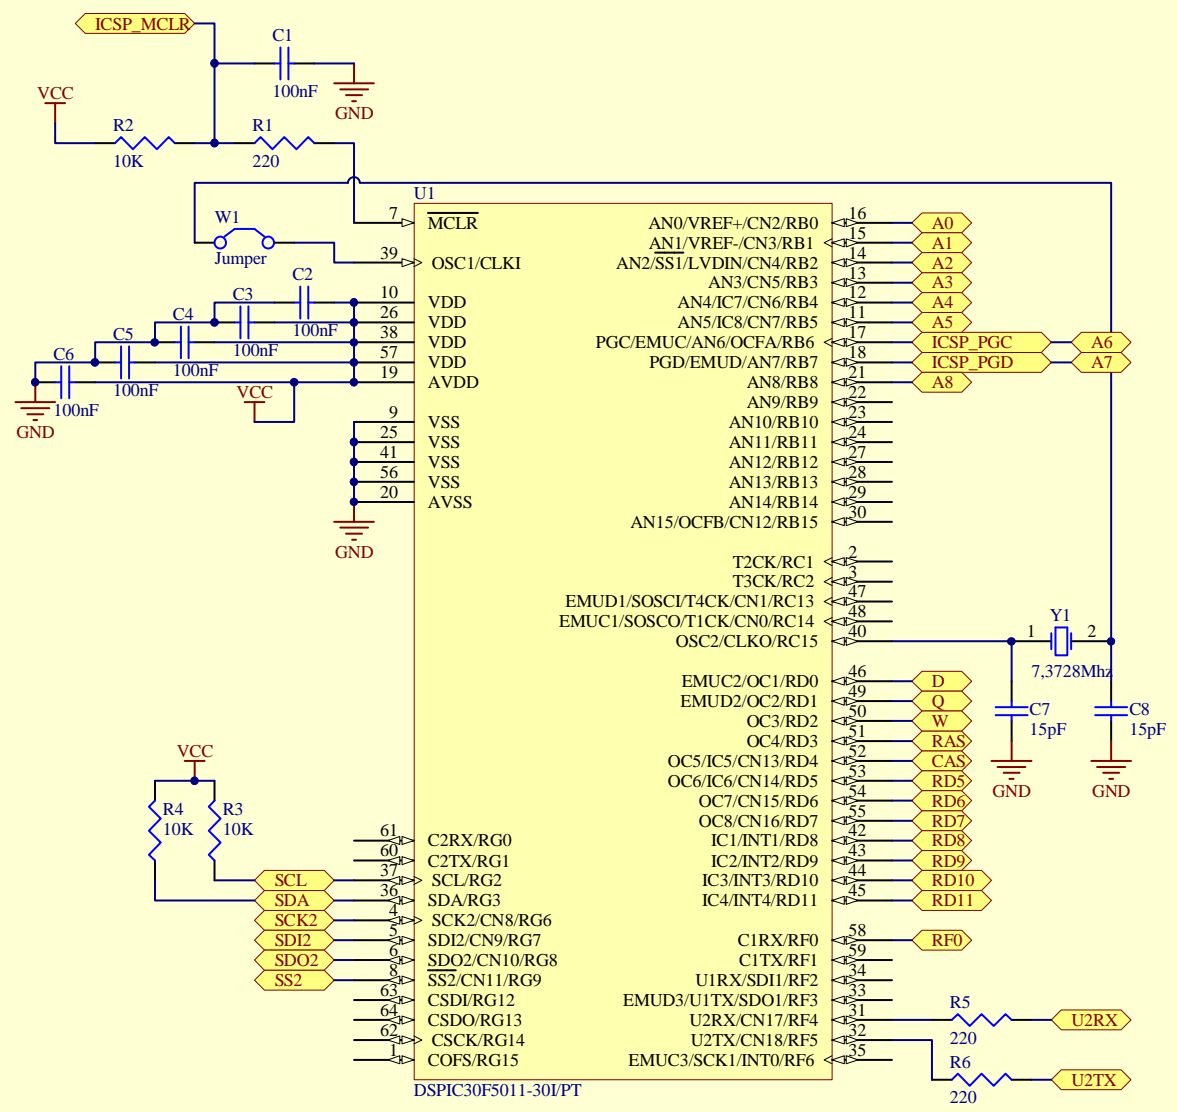 ICSP_MCLR
C1
100nF
GND
VCC
R2
10K
R1
220
U1
W1
Jumper
7 MCLR
39 OSC1/CLKI
10 VDD
26 VDD
38 VDD
57 VDD
19 AVDD
9 VSS
25 VSS
41 VSS
56 VSS
20 AVSS
C2
100nF
C3
100nF
C4
100nF
C5
100nF
C6
100nF
GND
VCC
GND
AN0/VREF+/CN2/RB0 16 A0
AN1/VREF-/CN3/RB1 15 A1
AN2/SS1/LVDIN/CN4/RB2 14 A2
AN3/CN5/RB3 13 A3
AN4/IC7/CN6/RB4 12 A4
AN5/IC8/CN7/RB5 11 A5
PGC/EMUC/AN6/OCFA/RB6 17 ICSP_PGC A6
PGD/EMUD/AN7/RB7 18 ICSP_PGD A7
AN8/RB8 21 A8
AN9/RB9 22
AN10/RB10 23
AN11/RB11 24
AN12/RB12 27
AN13/RB13 28
AN14/RB14 29
AN15/OCFB/CN12/RB15 30
T2CK/RC1 2
T3CK/RC2 3
EMUD1/SOSCI/T4CK/CN1/RC13 47
EMUC1/SOSCO/T1CK/CN0/RC14 48
OSC2/CLKO/RC15 40
Y1
1 2
7,3728Mhz
C7
15pF
GND
C8
15pF
GND
EMUC2/OC1/RD0 46 D
EMUD2/OC2/RD1 49 Q
OC3/RD2 50 W
OC4/RD3 51 RAS
OC5/IC5/CN13/RD4 52 CAS
OC6/IC6/CN14/RD5 53 RD5
OC7/CN15/RD6 54 RD6
OC8/CN16/RD7 55 RD7
IC1/INT1/RD8 42 RD8
IC2/INT2/RD9 43 RD9
IC3/INT3/RD10 44 RD10
IC4/INT4/RD11 45 RD11
VCC
R4
10K
R3
10K
61 C2RX/RG0
60 C2TX/RG1
SCL 37 SCL/RG2
SDA 36 SDA/RG3
SCK2 4 SCK2/CN8/RG6
SDI2 5 SDI2/CN9/RG7
SDO2 6 SDO2/CN10/RG8
SS2 8 SS2/CN11/RG9
63 CSDI/RG12
64 CSDO/RG13
62 CSCK/RG14
1 COFS/RG15
C1RX/RF0 58 RF0
C1TX/RF1 59
U1RX/SDI1/RF2 34
EMUD3/U1TX/SDO1/RF3 33
U2RX/CN17/RF4 31
U2TX/CN18/RF5 32
EMUC3/SCK1/INT0/RF6 35
R5
220
U2RX
R6
220
U2TX
DSPIC30F5011-30I/PT